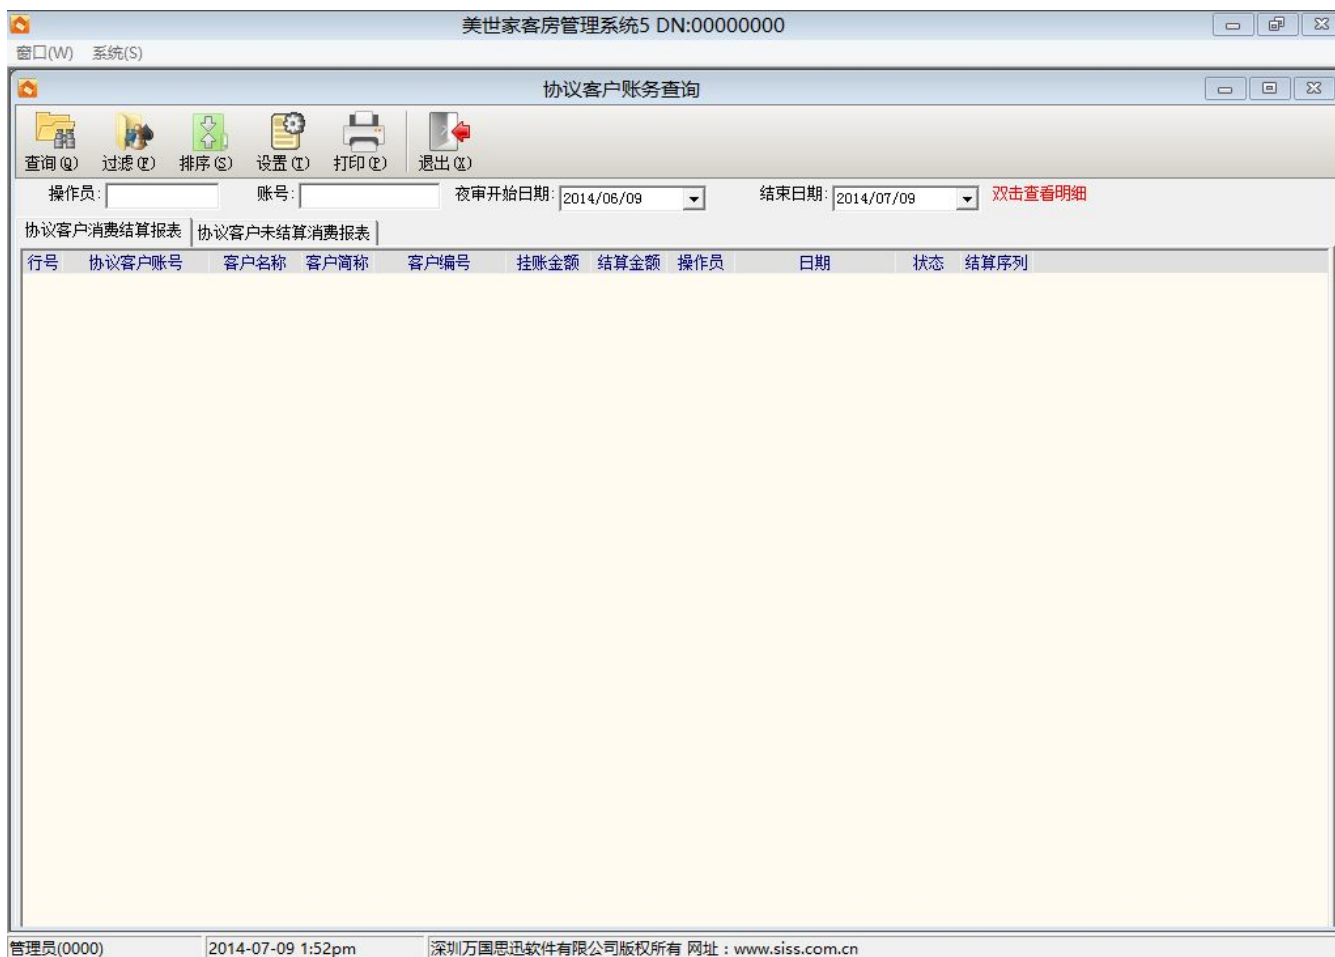 美世家客房管理系统5 DN:00000000
窗口(W) 系统(S)
协议客户账务查询
查询(Q) 过滤(F) 排序(S) 设置(T) 打印(P) 退出(X)
操作员: 账号: 夜审开始日期: 2014/06/09 结束日期: 2014/07/09 双击查看明细
协议客户消费结算报表 协议客户未结算消费报表
行号 协议客户账号 客户名称 客户简称 客户编号 挂账金额 结算金额 操作员 日期 状态 结算序列
管理员(0000) 2014-07-09 1:52pm 深圳万国思迅软件有限公司版权所有 网址：www.siss.com.cn